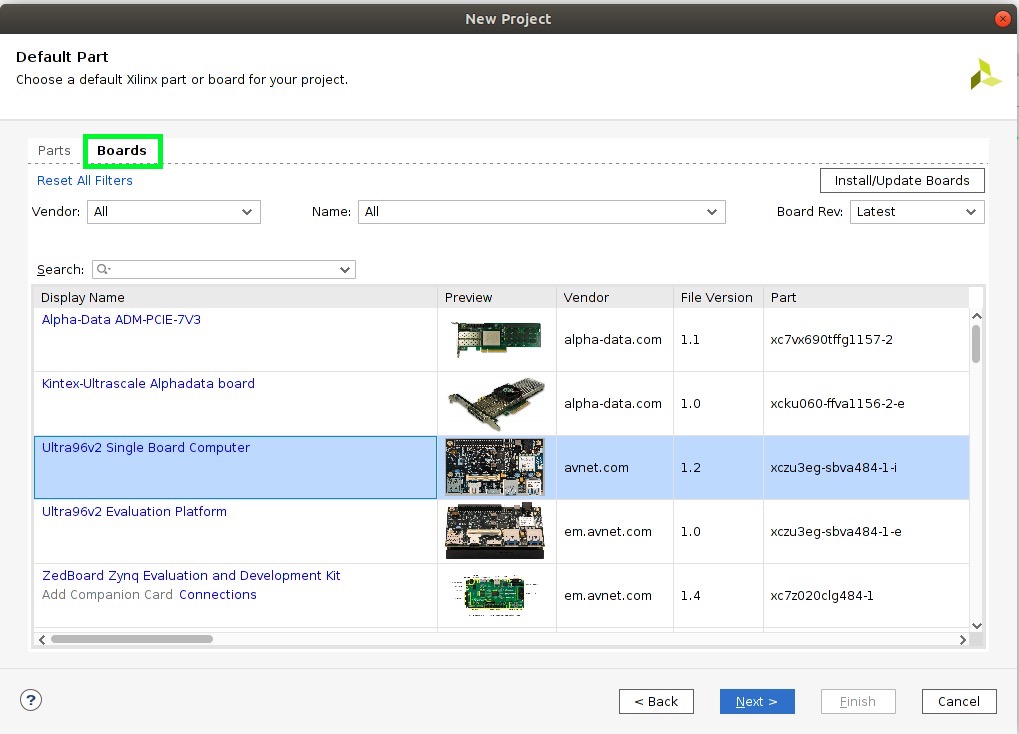 New Project
Default Part
Choose a default Xilinx part or board for your project.
Parts Boards
Reset All Filters Install/Update Boards
Vendor: All Name: All Board Rev: Latest
Search:
Display Name Preview Vendor File Version Part
Alpha-Data ADM-PCIE-7V3 alpha-data.com 1.1 xc7vx690tffg1157-2
Kintex-Ultrascale Alphadata board alpha-data.com 1.0 xcku060-ffva1156-2-e
Ultra96v2 Single Board Computer avnet.com 1.2 xczu3eg-sbva484-1-i
Ultra96v2 Evaluation Platform em.avnet.com 1.0 xczu3eg-sbva484-1-e
ZedBoard Zynq Evaluation and Development Kit em.avnet.com 1.4 xc7z020clg484-1
Add Companion Card Connections
? < Back Next > Finish Cancel